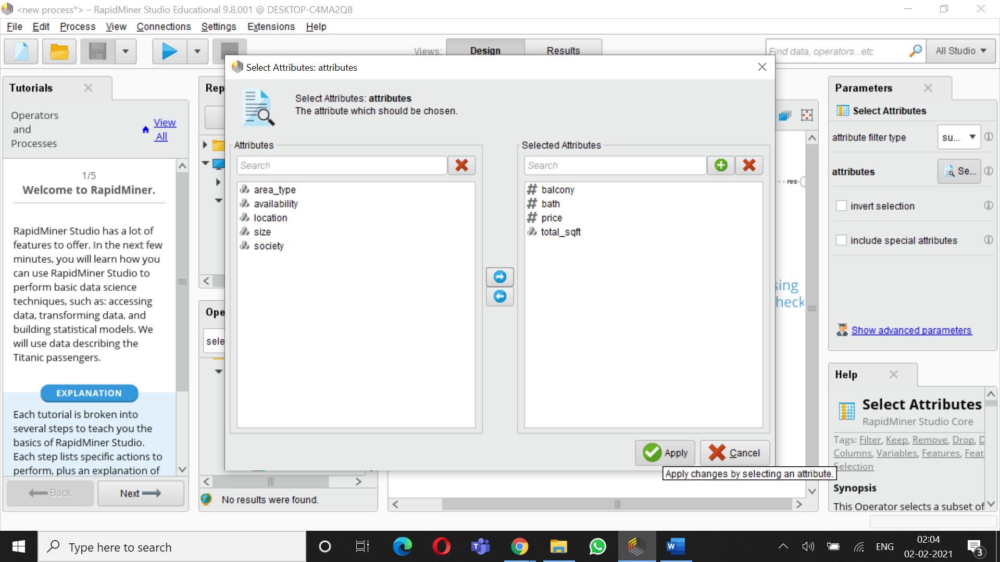 <new process*> – RapidMiner Studio Educational 9.8.001 @ DESKTOP-C4MA2Q8
File Edit Process View Connections Settings Extensions Help
Views: Design Results
Find data, operators...etc
All Studio
Tutorials
Operators
and
Processes
View
All
1/5
Welcome to RapidMiner.
RapidMiner Studio has a lot of
features to offer. In the next few
minutes, you will learn how you
can use RapidMiner Studio to
perform basic data science
techniques, such as: accessing
data, transforming data, and
building statistical models. We
will use data describing the
Titanic passengers.
EXPLANATION
Each tutorial is broken into
several steps to teach you the
basics of RapidMiner Studio.
Each step lists specific actions to
perform, plus an explanation of
Back
Next
Rep
Ope
sele
No results were found.
Select Attributes: attributes
Select Attributes: attributes
The attribute which should be chosen.
Attributes
Search
area_type
availability
location
size
society
Selected Attributes
Search
balcony
bath
price
total_sqft
Apply
Cancel
Apply changes by selecting an attribute.
res
sing
heck
Parameters
Select Attributes
attribute filter type
su...
attributes
Se...
invert selection
include special attributes
Show advanced parameters
Help
Select Attributes
RapidMiner Studio Core
Tags: Filter, Keep, Remove, Drop, D
Columns, Variables, Features, Feat
Selection
Synopsis
This Operator selects a subset of
Type here to search
ENG
02:04
02-02-2021
3